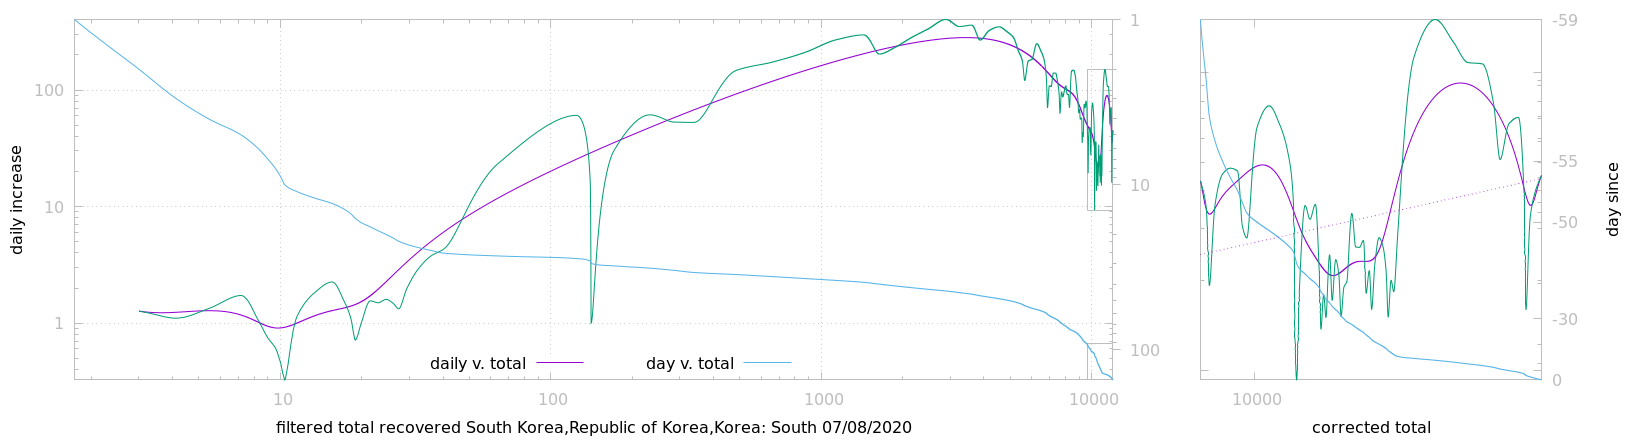 daily increase
100
10
1
1
10
100
10
100
1000
10000
daily v. total
day v. total
filtered total recovered South Korea,Republic of Korea,Korea: South 07/08/2020
-59
-55
-50
-30
0
day since
10000
corrected total